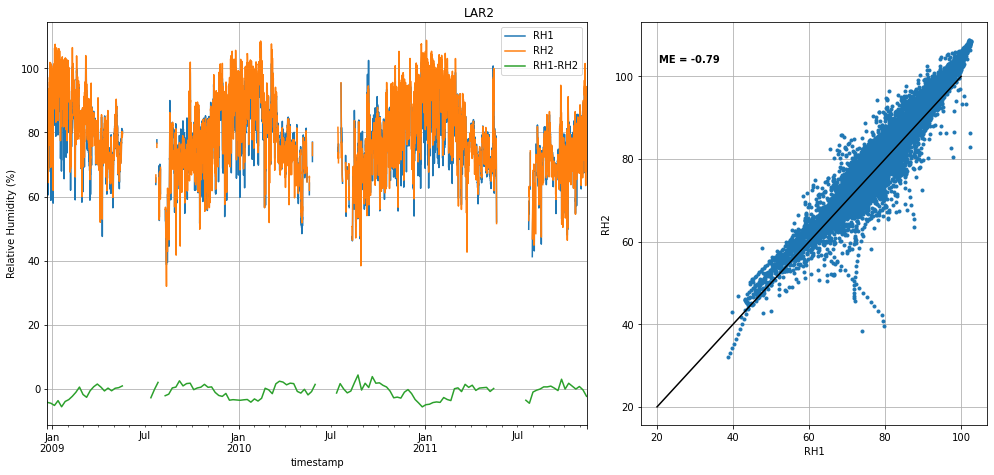 LAR2
RH1
RH2
RH1-RH2
Relative Humidity (%)
100
80
60
40
20
0
Jan
2009
Jul
Jan
2010
Jul
Jan
2011
Jul
timestamp
ME = -0.79
RH2
100
80
60
40
20
20
40
60
80
100
RH1